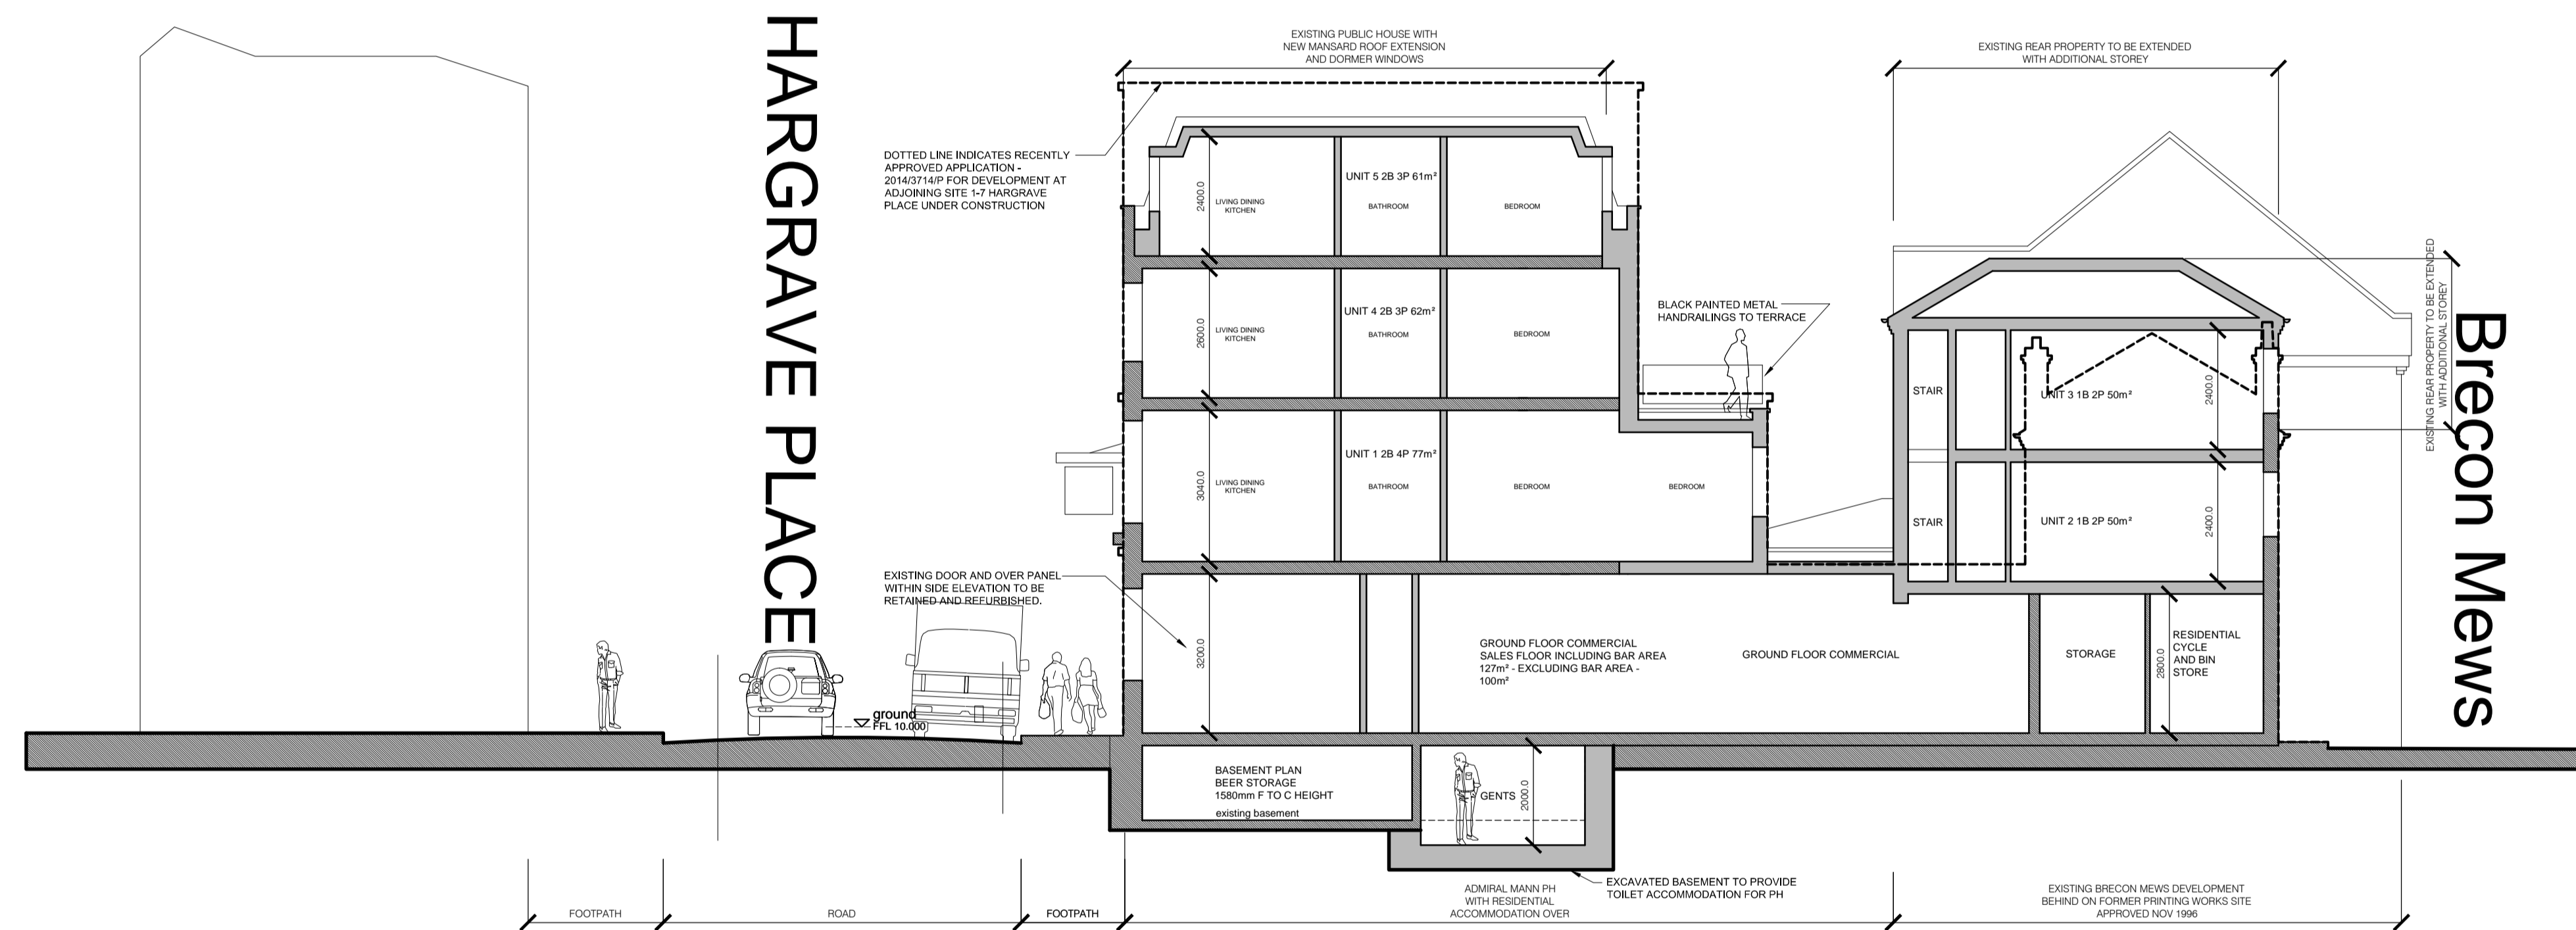 HARGRAVE PLACE
EXISTING PUBLIC HOUSE WITH
NEW MANSARD ROOF EXTENSION
AND DORMER WINDOWS
EXISTING REAR PROPERTY TO BE EXTENDED
WITH ADDITIONAL STOREY
DOTTED LINE INDICATES RECENTLY
APPROVED APPLICATION -
2014/3714/P FOR DEVELOPMENT AT
ADJOINING SITE 1-7 HARGRAVE
PLACE UNDER CONSTRUCTION
2400.0
LIVING DINING
KITCHEN
UNIT 5 2B 3P 61m²
BATHROOM
BEDROOM
2600.0
LIVING DINING
KITCHEN
UNIT 4 2B 3P 62m²
BATHROOM
BEDROOM
BLACK PAINTED METAL
HANDRAILINGS TO TERRACE
EXISTING REAR PROPERTY TO BE EXTENDED
WITH ADDITIONAL STOREY
Brecon Mews
STAIR
UNIT 3 1B 2P 50m²
2400.0
3040.0
LIVING DINING
KITCHEN
UNIT 1 2B 4P 77m²
BATHROOM
BEDROOM
BEDROOM
STAIR
UNIT 2 1B 2P 50m²
2400.0
EXISTING DOOR AND OVER PANEL
WITHIN SIDE ELEVATION TO BE
RETAINED AND REFURBISHED.
3200.0
GROUND FLOOR COMMERCIAL
SALES FLOOR INCLUDING BAR AREA
127m² - EXCLUDING BAR AREA -
100m²
GROUND FLOOR COMMERCIAL
STORAGE
2800.0
RESIDENTIAL
CYCLE
AND BIN
STORE
ground
FFL 10.000
BASEMENT PLAN
BEER STORAGE
1580mm F TO C HEIGHT
existing basement
GENTS
2000.0
EXCAVATED BASEMENT TO PROVIDE
TOILET ACCOMMODATION FOR PH
FOOTPATH
ROAD
FOOTPATH
ADMIRAL MANN PH
WITH RESIDENTIAL
ACCOMMODATION OVER
EXISTING BRECON MEWS DEVELOPMENT
BEHIND ON FORMER PRINTING WORKS SITE
APPROVED NOV 1996